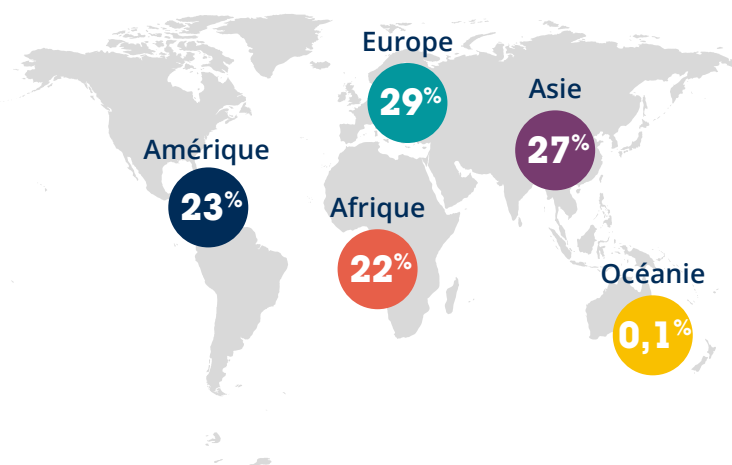 Europe
29%
Asie
27%
Amérique
23%
Afrique
22%
Océanie
0,1%